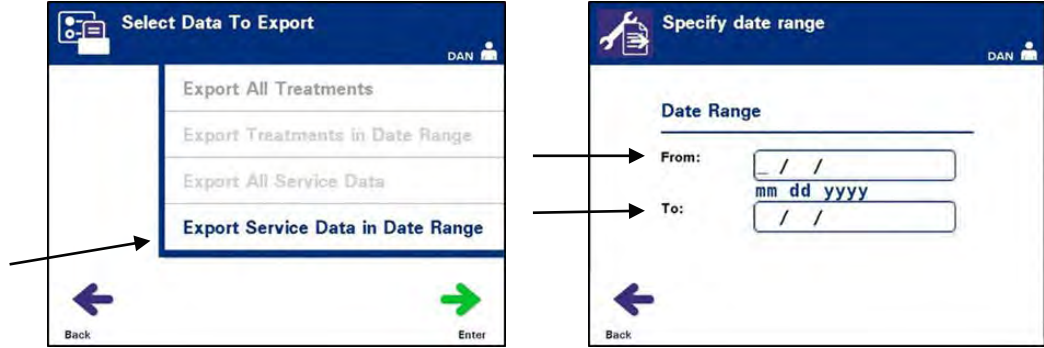 Select Data To Export
DAN
Export All Treatments
Export Treatments in Date Range
Export All Service Data
Export Service Data in Date Range
Back
Enter
Specify date range
DAN
Date Range
From:
_ / /
mm dd yyyy
To:
/ /
Back